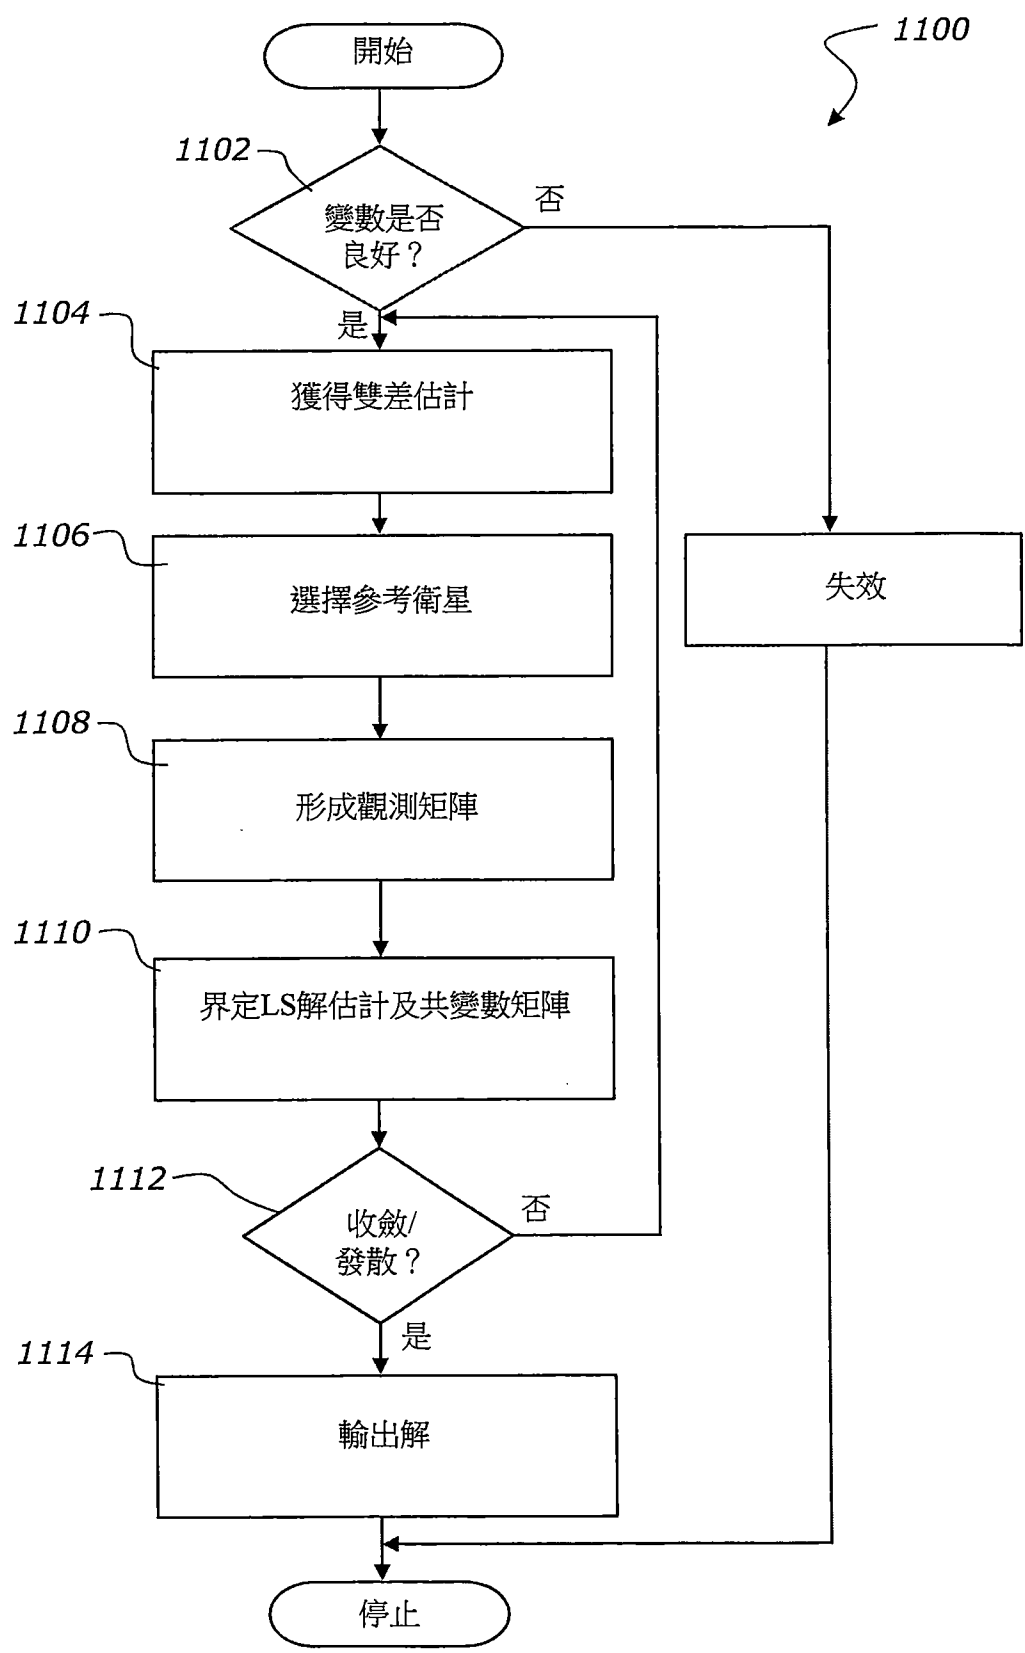 1100
開始
1102
變數是否
良好？
否
是
1104
獲得雙差估計
1106
選擇參考衛星
失效
1108
形成觀測矩陣
1110
界定LS解估計及共變數矩陣
1112
收斂/
發散？
否
是
1114
輸出解
停止